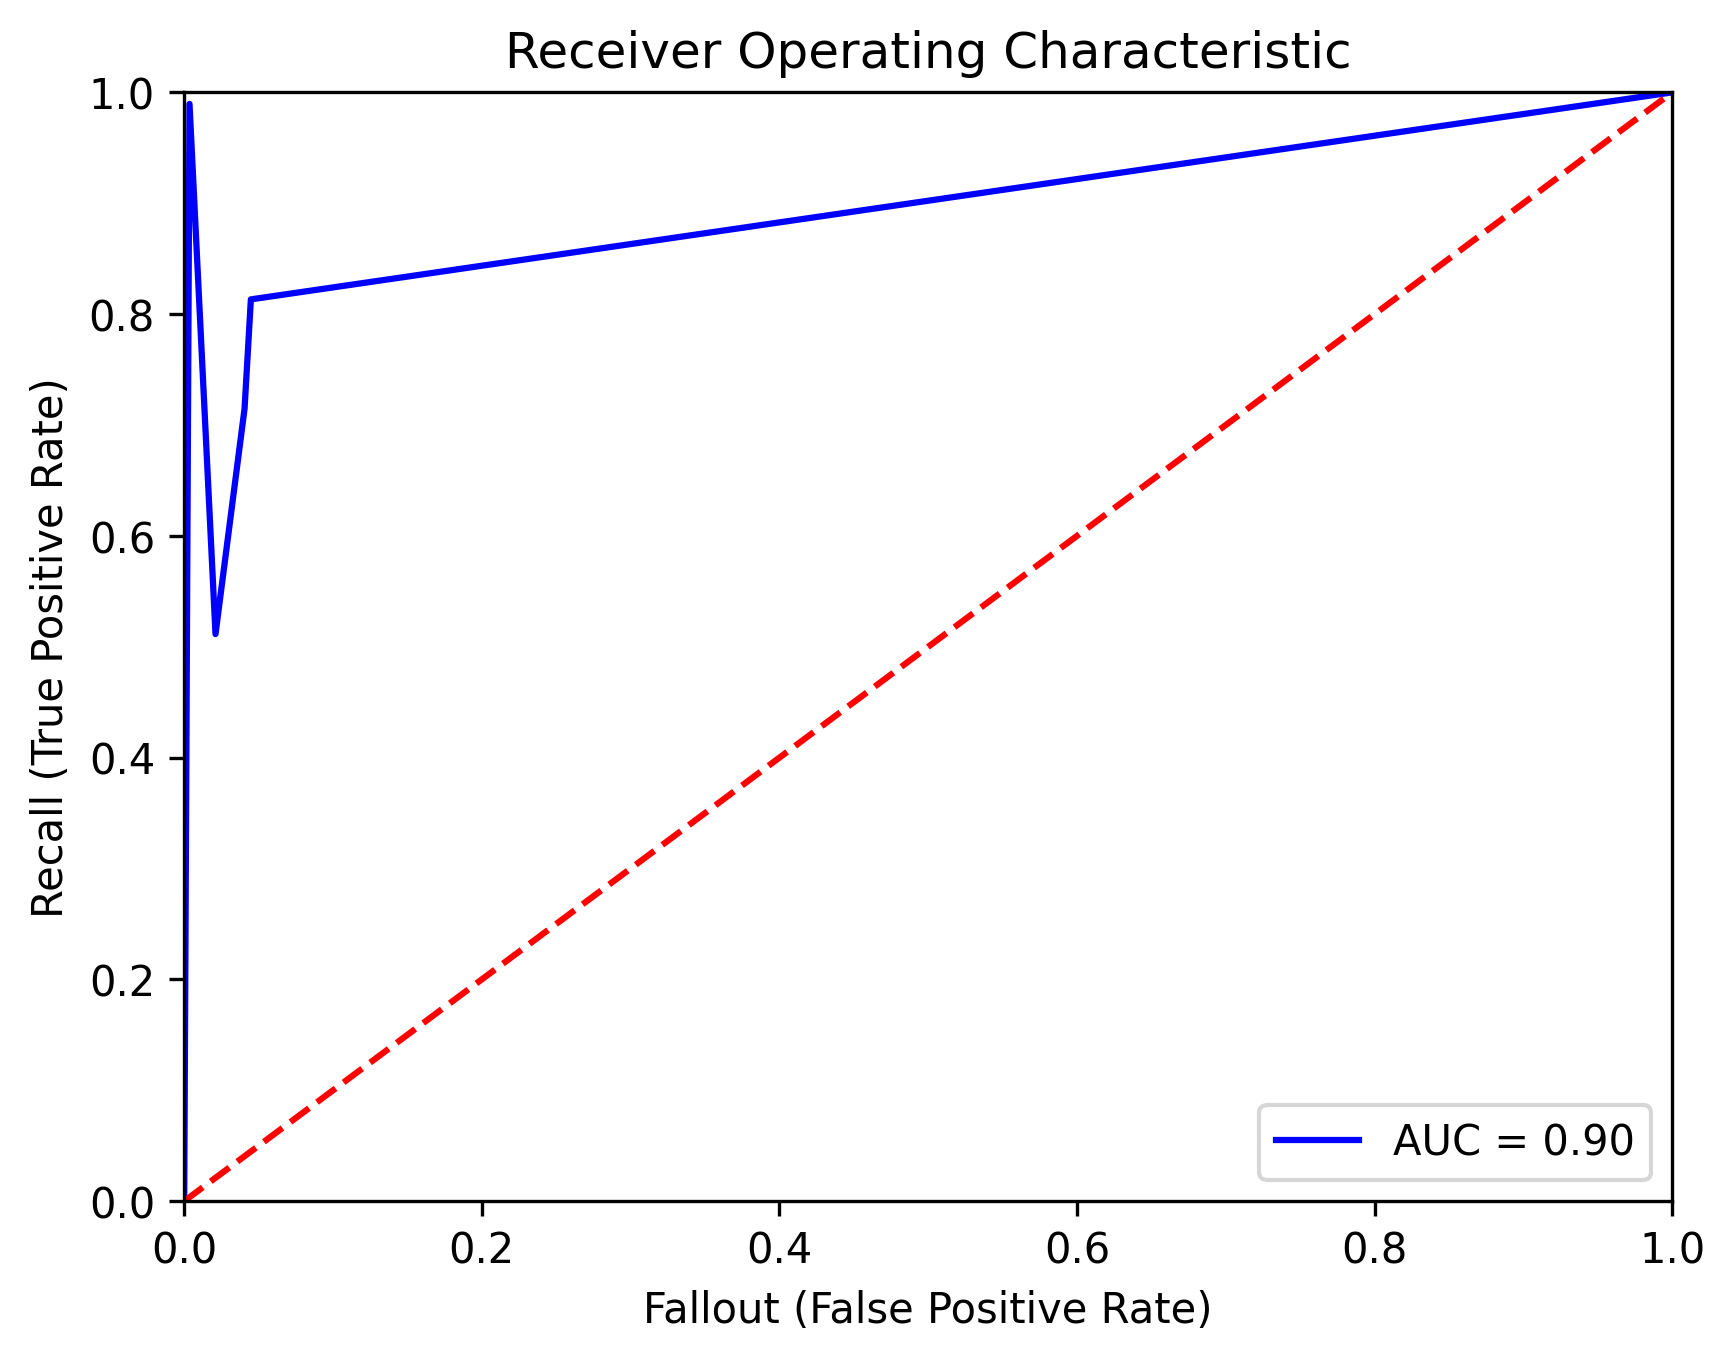 Receiver Operating Characteristic
1.0
0.8
0.6
0.4
0.2
0.0
Recall (True Positive Rate)
AUC = 0.90
0.0 0.2 0.4 0.6 0.8 1.0
Fallout (False Positive Rate)